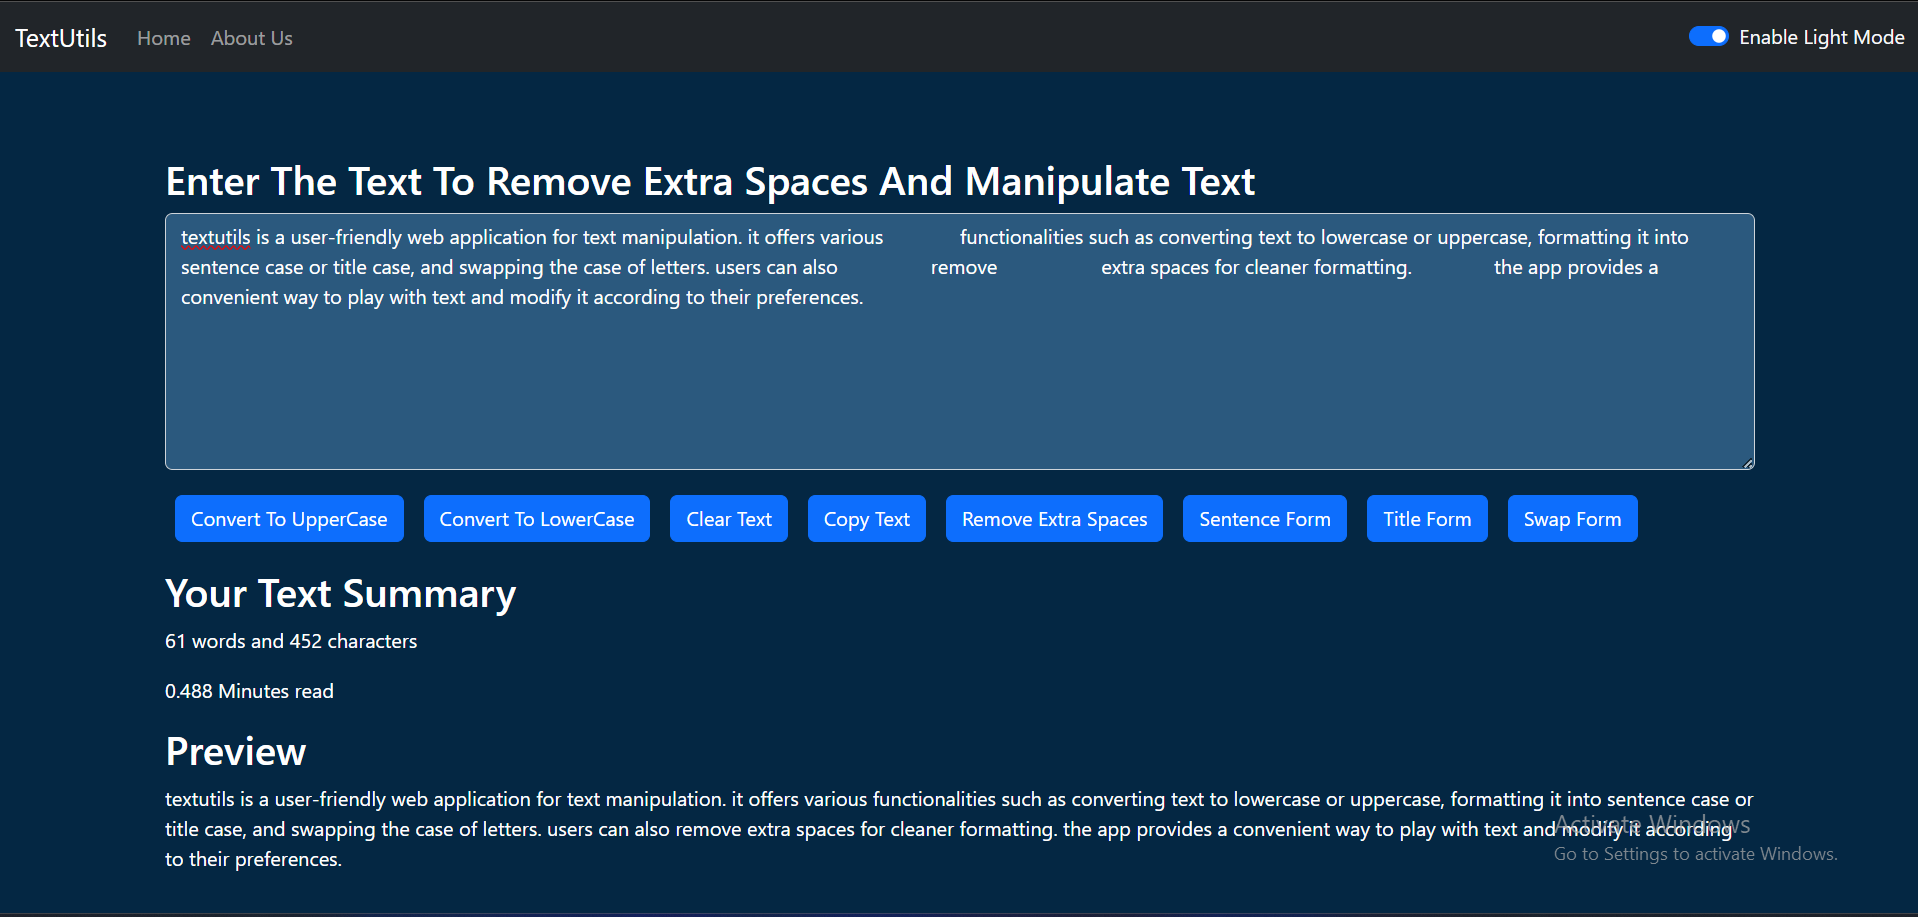 TextUtils Home About Us Enable Light Mode
Enter The Text To Remove Extra Spaces And Manipulate Text
textutils is a user-friendly web application for text manipulation. it offers various functionalities such as converting text to lowercase or uppercase, formatting it into
sentence case or title case, and swapping the case of letters. users can also remove extra spaces for cleaner formatting. the app provides a
convenient way to play with text and modify it according to their preferences.
Convert To UpperCase Convert To LowerCase Clear Text Copy Text Remove Extra Spaces Sentence Form Title Form Swap Form
Your Text Summary
61 words and 452 characters
0.488 Minutes read
Preview
textutils is a user-friendly web application for text manipulation. it offers various functionalities such as converting text to lowercase or uppercase, formatting it into sentence case or
title case, and swapping the case of letters. users can also remove extra spaces for cleaner formatting. the app provides a convenient way to play with text and modify it according
to their preferences.
Activate Windows
Go to Settings to activate Windows.